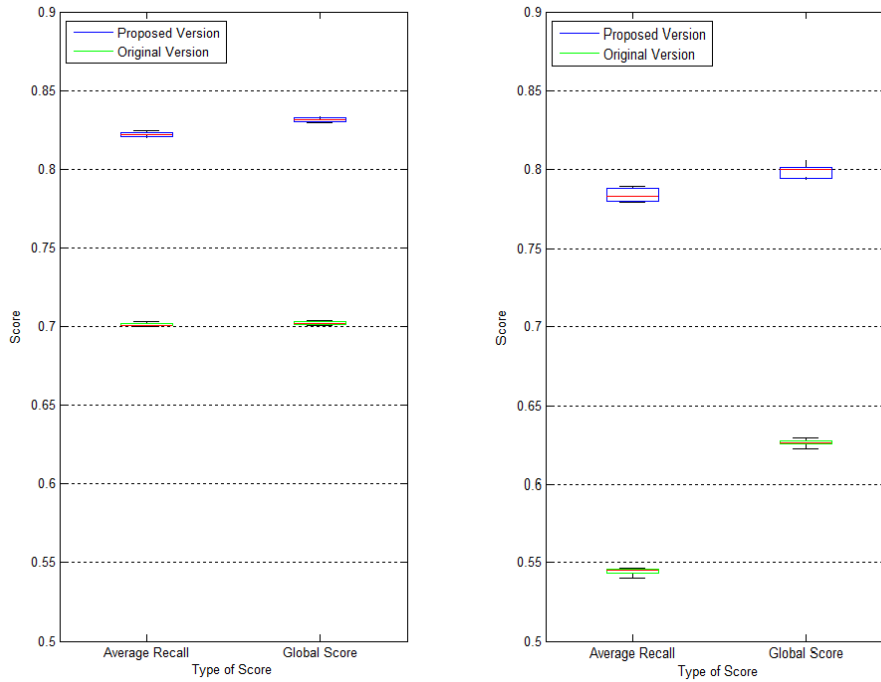 0.9
0.85
0.8
0.75
0.7
0.65
0.6
0.55
0.5
Score
Proposed Version
Original Version
Average Recall
Global Score
Type of Score
0.9
0.85
0.8
0.75
0.7
0.65
0.6
0.55
0.5
Score
Proposed Version
Original Version
Average Recall
Global Score
Type of Score